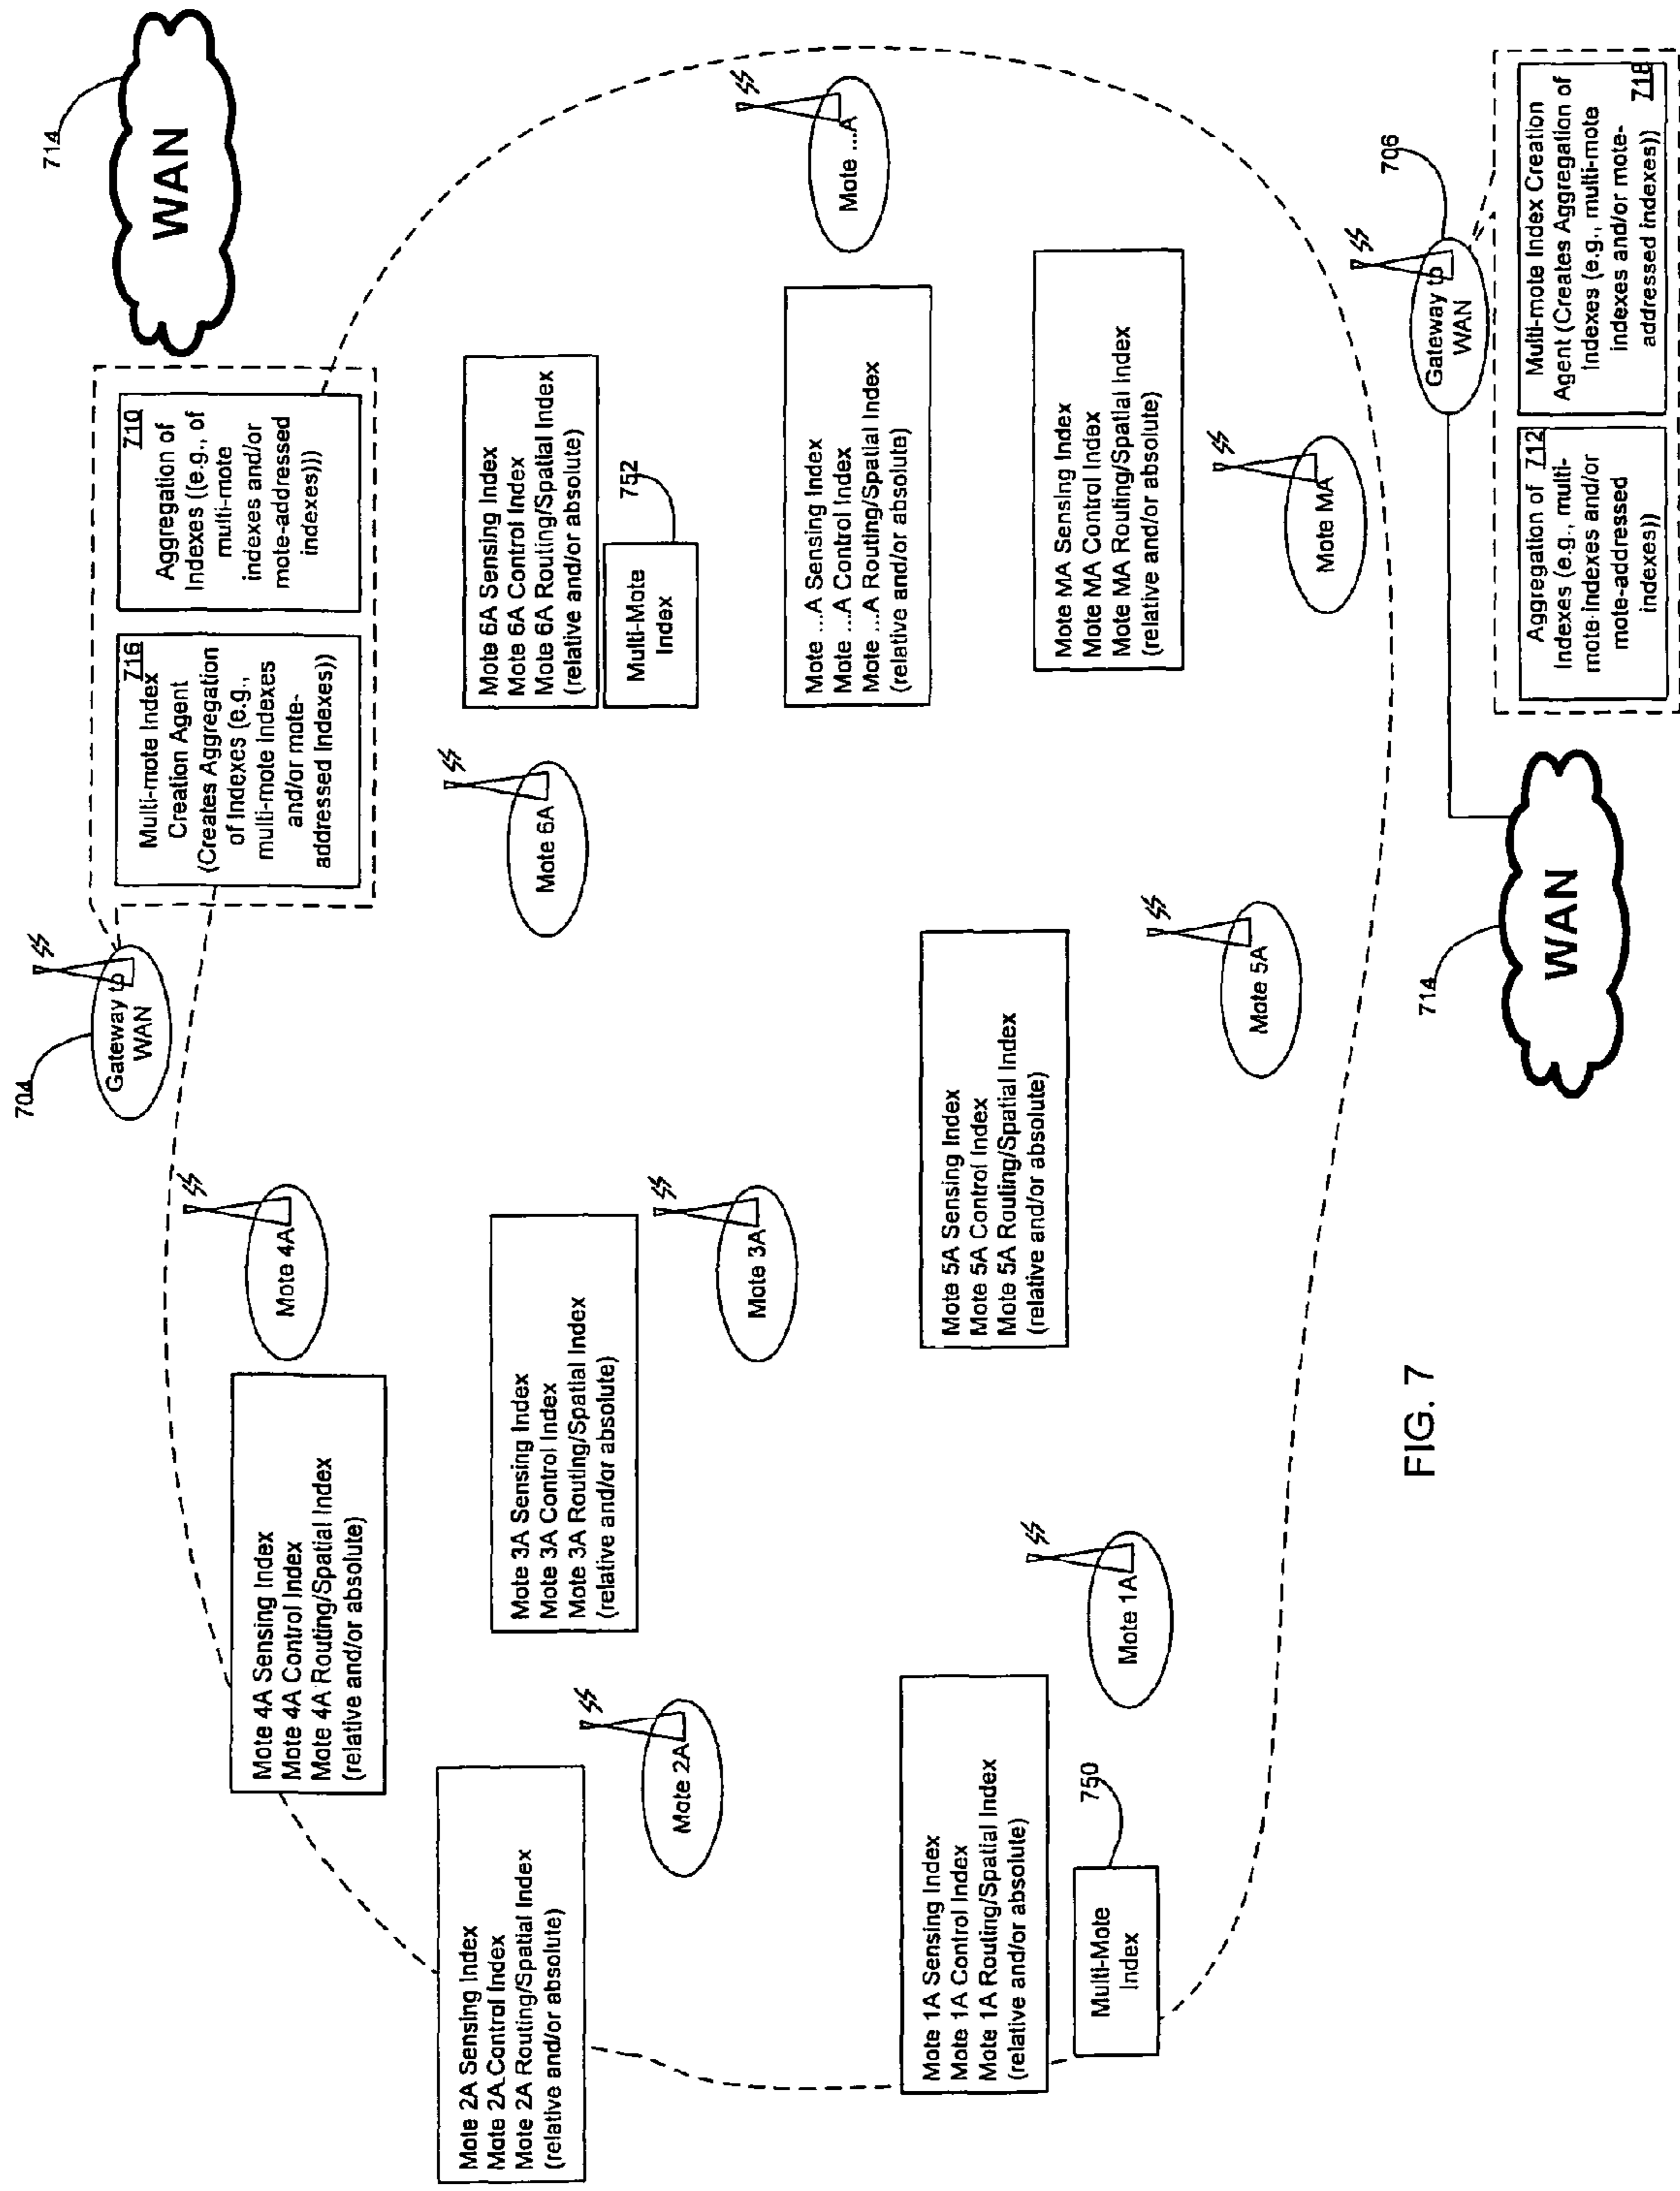 704
714
Gateway to
WAN
WAN
716
Multi-mote Index
Creation Agent
(Creates Aggregation
of Indexes (e.g.,
multi-mote indexes
and/or mote-
addressed Indexes))
710
Aggregation of
Indexes ((e.g., of
multi-mote
indexes and/or
mote-addressed
indexes)))
Mote 4A Sensing Index
Mote 4A Control Index
Mote 4A Routing/Spatial Index
(relative and/or absolute)
Mote 4A
Mote 2A Sensing Index
Mote 2A Control Index
Mote 2A Routing/Spatial Index
(relative and/or absolute)
Mote 2A
Mote 3A Sensing Index
Mote 3A Control Index
Mote 3A Routing/Spatial Index
(relative and/or absolute)
Mote 3A
Mote 6A
Mote 6A Sensing Index
Mote 6A Control Index
Mote 6A Routing/Spatial Index
(relative and/or absolute)
Multi-Mote
Index
752
Mote ...A Sensing Index
Mote ...A Control Index
Mote ...A Routing/Spatial Index
(relative and/or absolute)
Mote ...A
Mote 1A Sensing Index
Mote 1A Control Index
Mote 1A Routing/Spatial Index
(relative and/or absolute)
Multi-Mote
Index
750
Mote 1A
Mote 5A Sensing Index
Mote 5A Control Index
Mote 5A Routing/Spatial Index
(relative and/or absolute)
Mote 5A
Mote MA Sensing Index
Mote MA Control Index
Mote MA Routing/Spatial Index
(relative and/or absolute)
Mote MA
706
Gateway to
WAN
714
WAN
Aggregation of 712
Indexes (e.g., multi-
mote indexes and/or
mote-addressed
indexes))
Multi-mote Index Creation
Agent (Creates Aggregation of
Indexes (e.g., multi-mote
indexes and/or mote-
addressed indexes))
718
FIG. 7